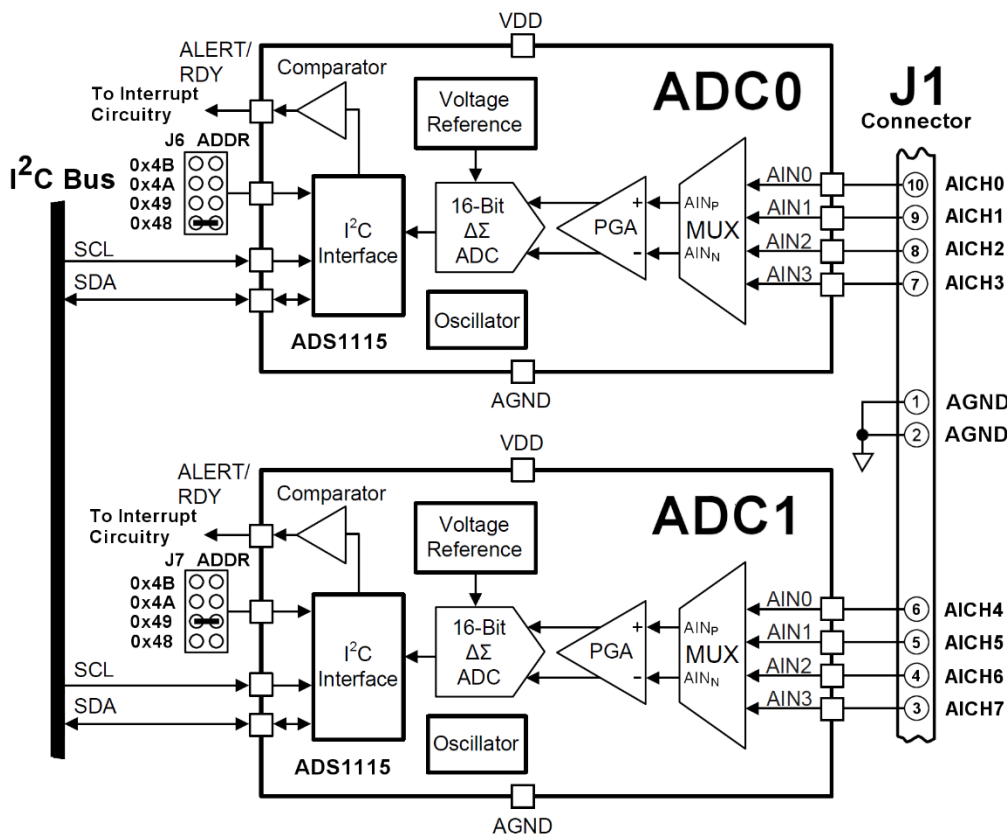 VDD
ALERT/
RDY
Comparator
ADC0
J1
Connector
To Interrupt
Circuitry
Voltage
Reference
J6 ADDR
0x4B
0x4A
0x49
0x48
I²C Bus
I²C
Interface
16-Bit
ΔΣ
ADC
PGA
+
-
AINP
AINN
MUX
AIN0
AIN1
AIN2
AIN3
10 AICH0
9 AICH1
8 AICH2
7 AICH3
SCL
SDA
Oscillator
ADS1115
AGND
1 AGND
2 AGND
VDD
ALERT/
RDY
Comparator
ADC1
To Interrupt
Circuitry
Voltage
Reference
J7 ADDR
0x4B
0x4A
0x49
0x48
I²C
Interface
16-Bit
ΔΣ
ADC
PGA
+
-
AINP
AINN
MUX
AIN0
AIN1
AIN2
AIN3
6 AICH4
5 AICH5
4 AICH6
3 AICH7
SCL
SDA
Oscillator
ADS1115
AGND